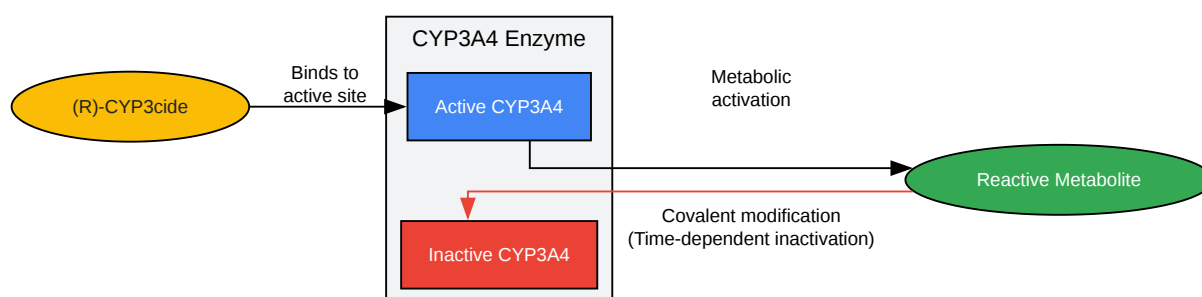 CYP3A4 Enzyme
(R)-CYP3cide
Binds to
active site
Active CYP3A4
Metabolic
activation
Reactive Metabolite
Covalent modification
(Time-dependent inactivation)
Inactive CYP3A4